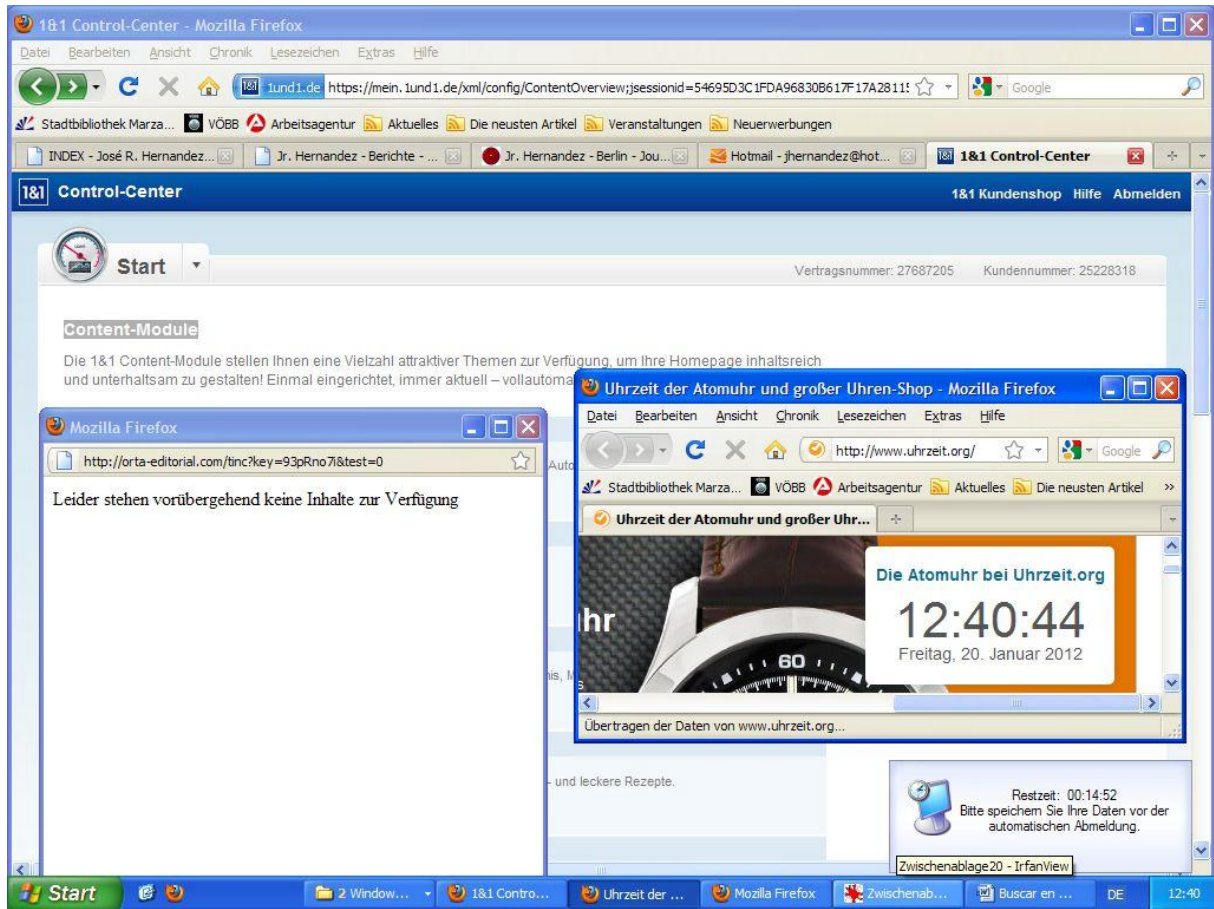 1&1 Control-Center - Mozilla Firefox
Datei Bearbeiten Ansicht Chronik Lesezeichen Extras Hilfe
1und1.de https://mein.1und1.de/xml/config/ContentOverview;jsessionid=54695D3C1FDA96830B617F17A28115
Google
Stadtbibliothek Marza... VÖBB Arbeitsagentur Aktuelles Die neusten Artikel Veranstaltungen Neuerwerbungen
INDEX - José R. Hernandez... Jr. Hernandez - Berichte - ... Jr. Hernandez - Berlin - Jou... Hotmail - jhernandez@hot... 1&1 Control-Center
1&1 Control-Center 1&1 Kundenshop Hilfe Abmelden
Start
Vertragsnummer: 27687205 Kundennummer: 25228318
Content-Module
Die 1&1 Content-Module stellen Ihnen eine Vielzahl attraktiver Themen zur Verfügung, um Ihre Homepage inhaltsreich
und unterhaltsam zu gestalten! Einmal eingerichtet, immer aktuell – vollautoma
Mozilla Firefox
http://orta-editorial.com/tinc?key=93pRno7i&test=0
Leider stehen vorübergehend keine Inhalte zur Verfügung
Auto
nis, M
- und leckere Rezepte.
Uhrzeit der Atomuhr und großer Uhren-Shop - Mozilla Firefox
Datei Bearbeiten Ansicht Chronik Lesezeichen Extras Hilfe
http://www.uhrzeit.org/
Google
Stadtbibliothek Marza... VÖBB Arbeitsagentur Aktuelles Die neusten Artikel »
Uhrzeit der Atomuhr und großer Uhr...
uhr
s
60
Die Atomuhr bei Uhrzeit.org
12:40:44
Freitag, 20. Januar 2012
Übertragen der Daten von www.uhrzeit.org...
Restzeit: 00:14:52
Bitte speichern Sie Ihre Daten vor der
automatischen Abmeldung.
Zwischenablage20 - IrfanView
Start 2 Window... 1&1 Contro... Uhrzeit der ... Mozilla Firefox Zwischenab... Buscar en ... DE 12:40